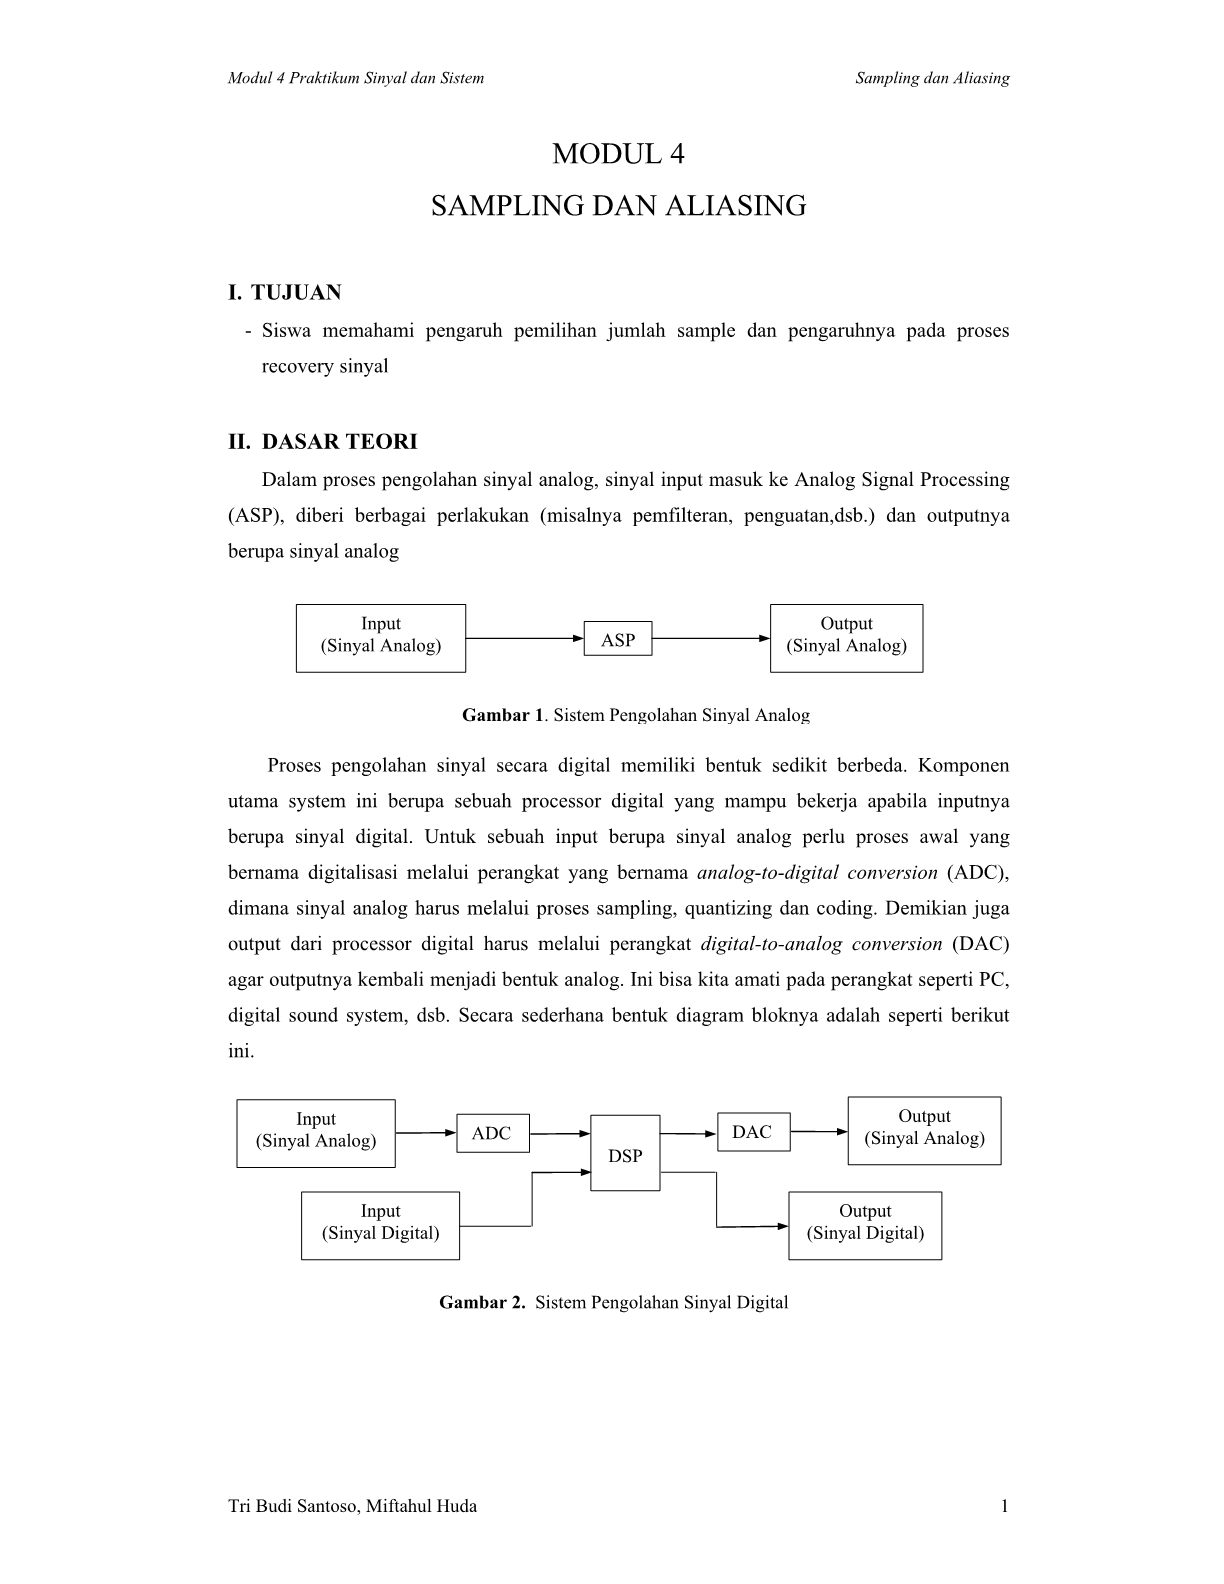 Modul 4 Praktikum Sinyal dan Sistem Sampling dan Aliasing
MODUL 4
SAMPLING DAN ALIASING
I. TUJUAN
- Siswa memahami pengaruh pemilihan jumlah sample dan pengaruhnya pada proses
recovery sinyal
II. DASAR TEORI
Dalam proses pengolahan sinyal analog, sinyal input masuk ke Analog Signal Processing
(ASP), diberi berbagai perlakukan (misalnya pemfilteran, penguatan,dsb.) dan outputnya
berupa sinyal analog
Input
(Sinyal Analog)
ASP
Output
(Sinyal Analog)
Gambar 1. Sistem Pengolahan Sinyal Analog
Proses pengolahan sinyal secara digital memiliki bentuk sedikit berbeda. Komponen
utama system ini berupa sebuah processor digital yang mampu bekerja apabila inputnya
berupa sinyal digital. Untuk sebuah input berupa sinyal analog perlu proses awal yang
bernama digitalisasi melalui perangkat yang bernama analog-to-digital conversion (ADC),
dimana sinyal analog harus melalui proses sampling, quantizing dan coding. Demikian juga
output dari processor digital harus melalui perangkat digital-to-analog conversion (DAC)
agar outputnya kembali menjadi bentuk analog. Ini bisa kita amati pada perangkat seperti PC,
digital sound system, dsb. Secara sederhana bentuk diagram bloknya adalah seperti berikut
ini.
Input
(Sinyal Analog)
ADC
DSP
DAC
Output
(Sinyal Analog)
Input
(Sinyal Digital)
Output
(Sinyal Digital)
Gambar 2. Sistem Pengolahan Sinyal Digital
Tri Budi Santoso, Miftahul Huda 1